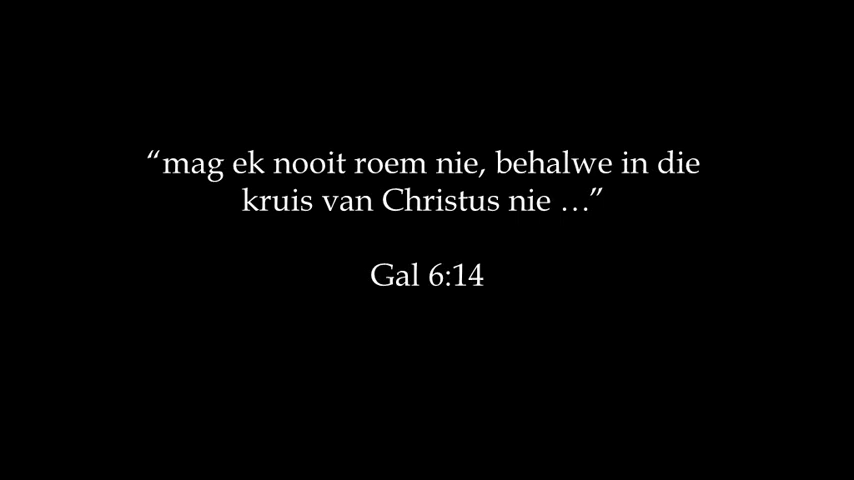 “mag ek nooit roem nie, behalwe in die
kruis van Christus nie …”
Gal 6:14